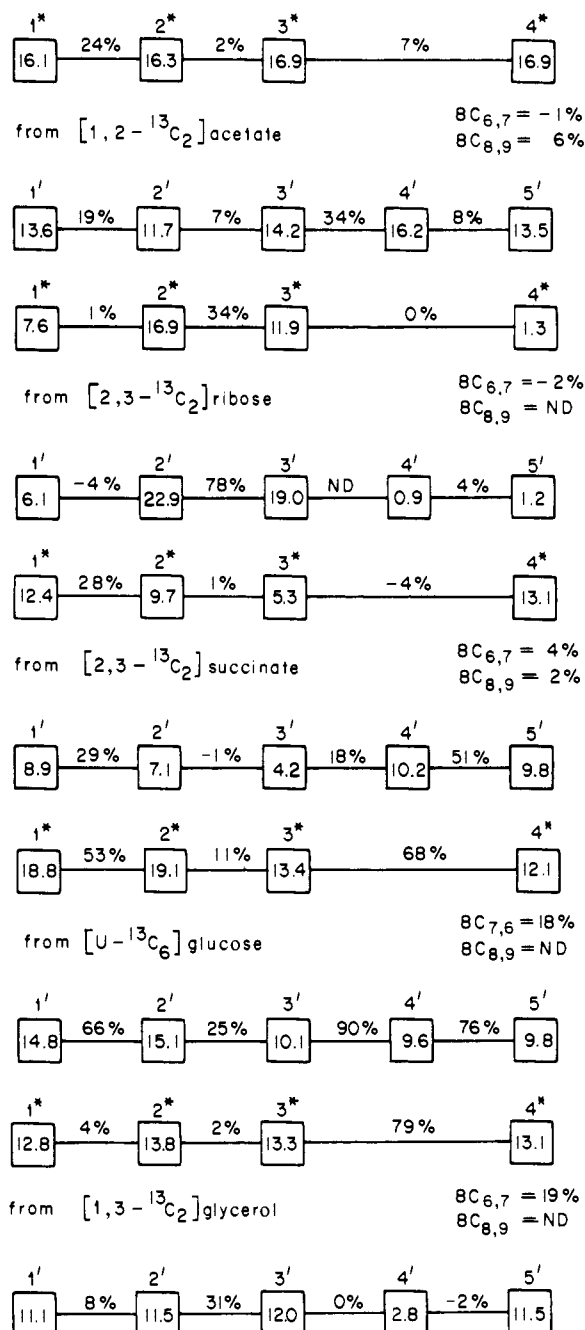 1* 2* 3* 4*
24% 2% 7%
16.1 16.3 16.9 16.9
from [1,2-¹³C₂]acetate
8C₆,₇ = -1%
8C₈,₉ = 6%
1′ 2′ 3′ 4′ 5′
19% 7% 34% 8%
13.6 11.7 14.2 16.2 13.5
1* 2* 3* 4*
1% 34% 0%
7.6 16.9 11.9 1.3
from [2,3-¹³C₂]ribose
8C₆,₇ = -2%
8C₈,₉ = ND
1′ 2′ 3′ 4′ 5′
-4% 78% ND 4%
6.1 22.9 19.0 0.9 1.2
1* 2* 3* 4*
28% 1% -4%
12.4 9.7 5.3 13.1
from [2,3-¹³C₂]succinate
8C₆,₇ = 4%
8C₈,₉ = 2%
1′ 2′ 3′ 4′ 5′
29% -1% 18% 51%
8.9 7.1 4.2 10.2 9.8
1* 2* 3* 4*
53% 11% 68%
18.8 19.1 13.4 12.1
from [U-¹³C₆]glucose
8C₇,₆ = 18%
8C₈,₉ = ND
1′ 2′ 3′ 4′ 5′
66% 25% 90% 76%
14.8 15.1 10.1 9.6 9.8
1* 2* 3* 4*
4% 2% 79%
12.8 13.8 13.3 13.1
from [1,3-¹³C₂]glycerol
8C₆,₇ = 19%
8C₈,₉ = ND
1′ 2′ 3′ 4′ 5′
8% 31% 0% -2%
11.1 11.5 12.0 2.8 11.5